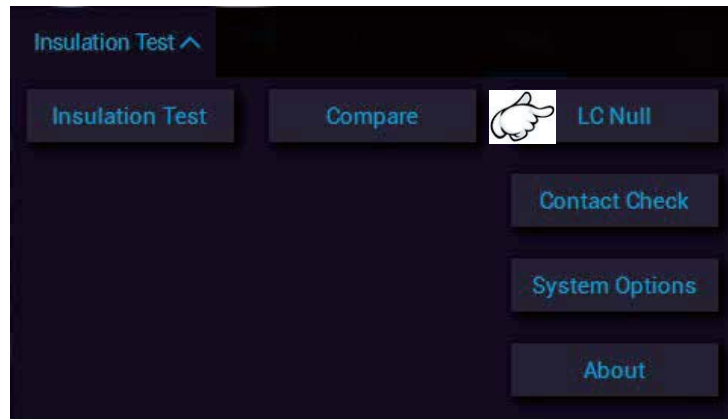 Insulation Test
Insulation Test
Compare
LC Null
Contact Check
System Options
About